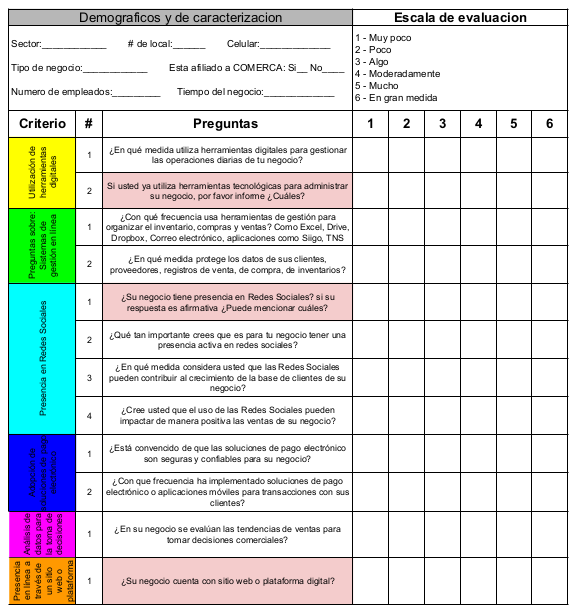 Demograficos y de caracterizacion
Escala de evaluacion
Sector:____________ # de local:______ Celular:_____________
Tipo de negocio:____________ Esta afiliado a COMERCA: Si__ No____
Numero de empleados:_________ Tiempo del negocio:_____________
1 - Muy poco
2 - Poco
3 - Algo
4 - Moderadamente
5 - Mucho
6 - En gran medida
Criterio # Preguntas 1 2 3 4 5 6
Utilización de
herramientas
digitales
1
¿En qué medida utiliza herramientas digitales para gestionar
las operaciones diarias de tu negocio?
2
Si usted ya utiliza herramientas tecnológicas para administrar
su negocio, por favor informe ¿Cuáles?
Preguntas sobre:
Sistemas de
gestión en línea
1
¿Con qué frecuencia usa herramientas de gestión para
organizar el inventario, compras y ventas? Como Excel, Drive,
Dropbox, Correo electrónico, aplicaciones como Siigo, TNS
2
¿En qué medida protege los datos de sus clientes,
proveedores, registros de venta, de compra, de inventarios?
Presencia en Redes Sociales
1
¿Su negocio tiene presencia en Redes Sociales? si su
respuesta es afirmativa ¿Puede mencionar cuáles?
2
¿Qué tan importante crees que es para tu negocio tener una
presencia activa en redes sociales?
3
¿En qué medida considera usted que las Redes Sociales
pueden contribuir al crecimiento de la base de clientes de su
negocio?
4
¿Cree usted que el uso de las Redes Sociales pueden
impactar de manera positiva las ventas de su negocio?
Adopción de
de pago
electrónico
1
¿Está convencido de que las soluciones de pago electrónico
son seguras y confiables para su negocio?
2
¿Con que frecuencia ha implementado soluciones de pago
electrónico o aplicaciones móviles para transacciones con sus
clientes?
Análisis de
datos para
la toma de
decisiones
1
¿En su negocio se evalúan las tendencias de ventas para
tomar decisiones comerciales?
Presencia
en línea a
través de
un sitio
web o
plataforma
1
¿Su negocio cuenta con sitio web o plataforma digital?